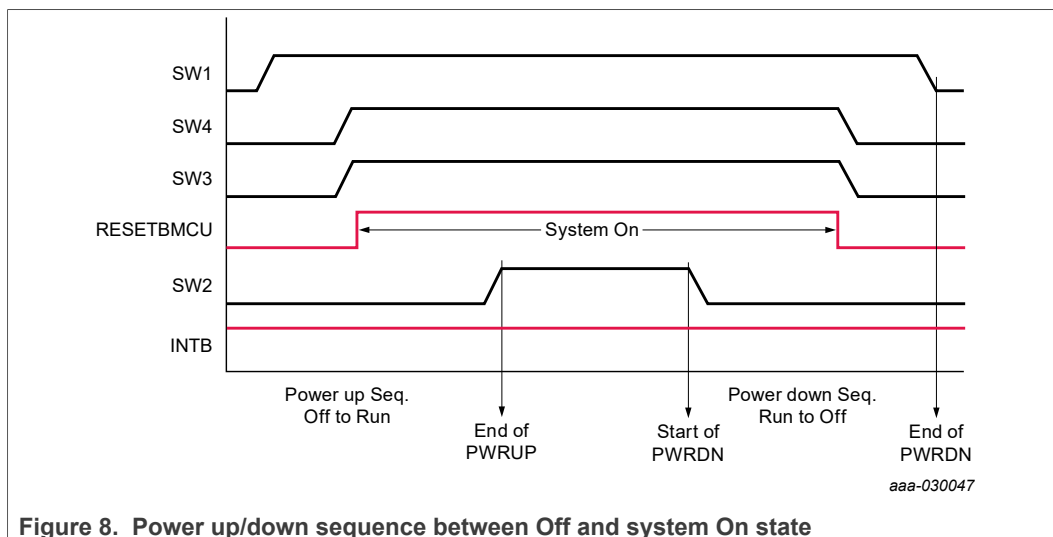 SW1
SW4
SW3
RESETBMCU
System On
SW2
INTB
Power up Seq.
Off to Run
End of
PWRUP
Start of
PWRDN
Power down Seq.
Run to Off
End of
PWRDN
aaa-030047
Figure 8. Power up/down sequence between Off and system On state